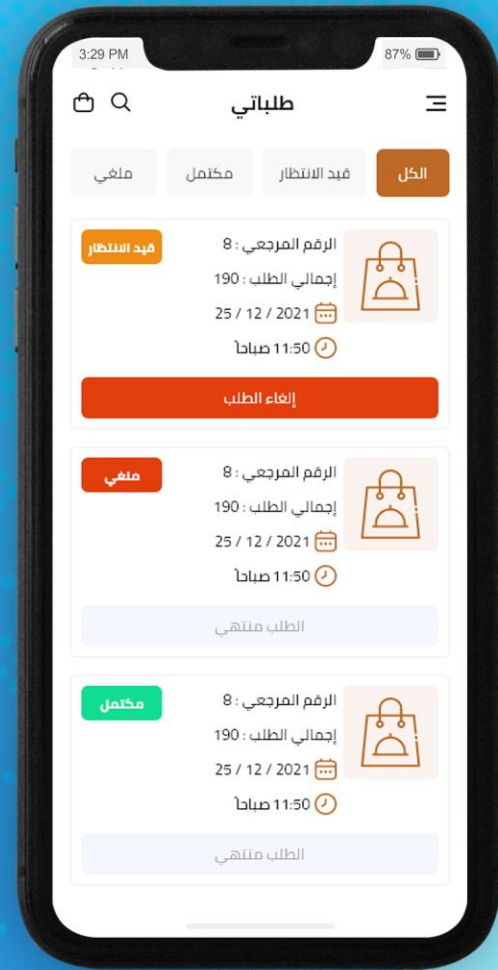 3:29 PM
87%
طلباتي
الكل
قيد الانتظار
مكتمل
ملغي
الرقم المرجعي : 8
قيد الانتظار
إجمالي الطلب : 190
25 / 12 / 2021
11:50 صباحاً
إلغاء الطلب
الرقم المرجعي : 8
ملغي
إجمالي الطلب : 190
25 / 12 / 2021
11:50 صباحاً
الطلب منتهي
الرقم المرجعي : 8
مكتمل
إجمالي الطلب : 190
25 / 12 / 2021
11:50 صباحاً
الطلب منتهي